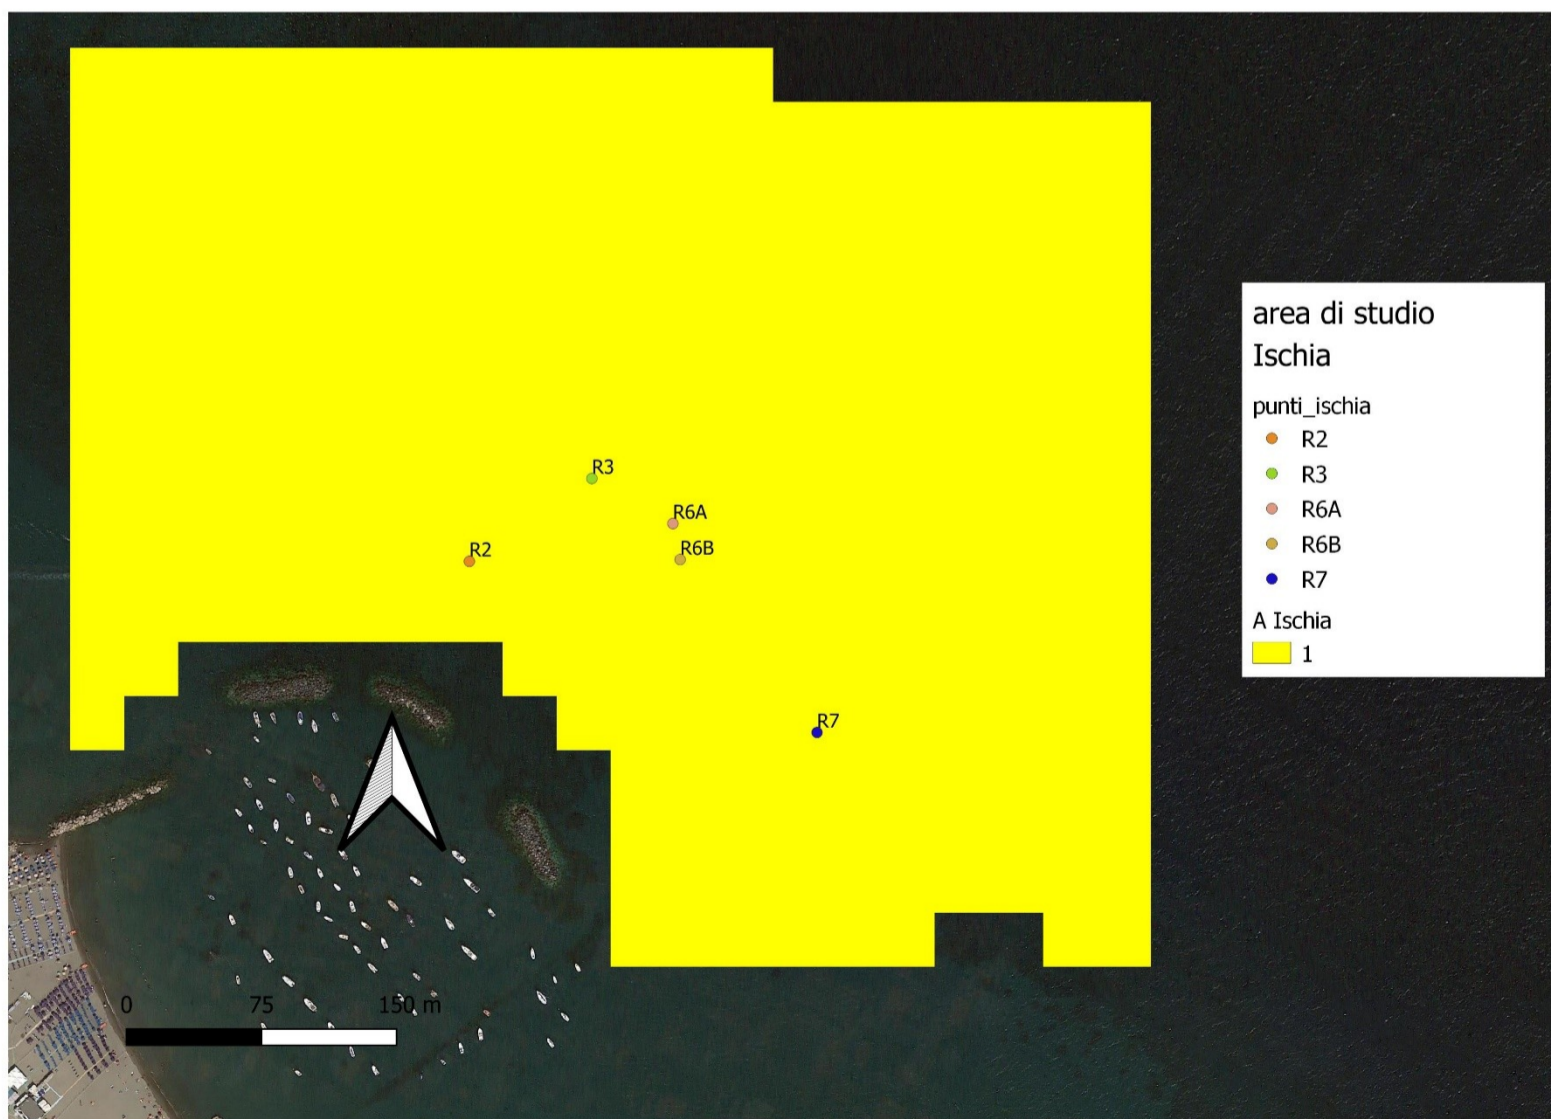 area di studio
Ischia
punti_ischia
R2
R3
R6A
R6B
R7
A Ischia
1
R3
R6A
R2
R6B
R7
0 75 150 m